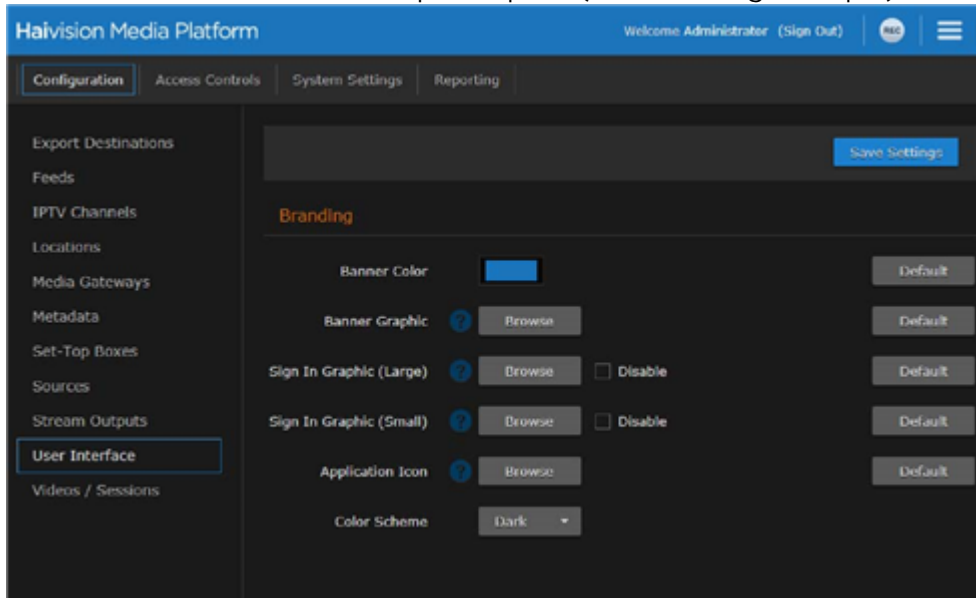 Haivision Media Platform
Welcome Administrator (Sign Out)
REC
Configuration
Access Controls
System Settings
Reporting
Export Destinations
Feeds
IPTV Channels
Locations
Media Gateways
Metadata
Set-Top Boxes
Sources
Stream Outputs
User Interface
Videos / Sessions
Save Settings
Branding
Banner Color
Default
Banner Graphic
?
Browse
Default
Sign In Graphic (Large)
?
Browse
Disable
Default
Sign In Graphic (Small)
?
Browse
Disable
Default
Application Icon
?
Browse
Default
Color Scheme
Dark